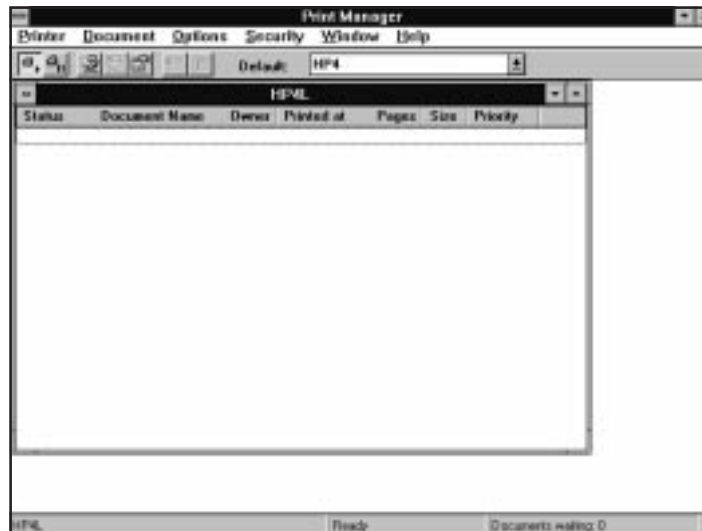 Print Manager
Printer Document Options Security Window Help
Default: HP4
HP4L
Status Document Name Owner Printed at Pages Size Priority
HP4L Ready Documents waiting: 0